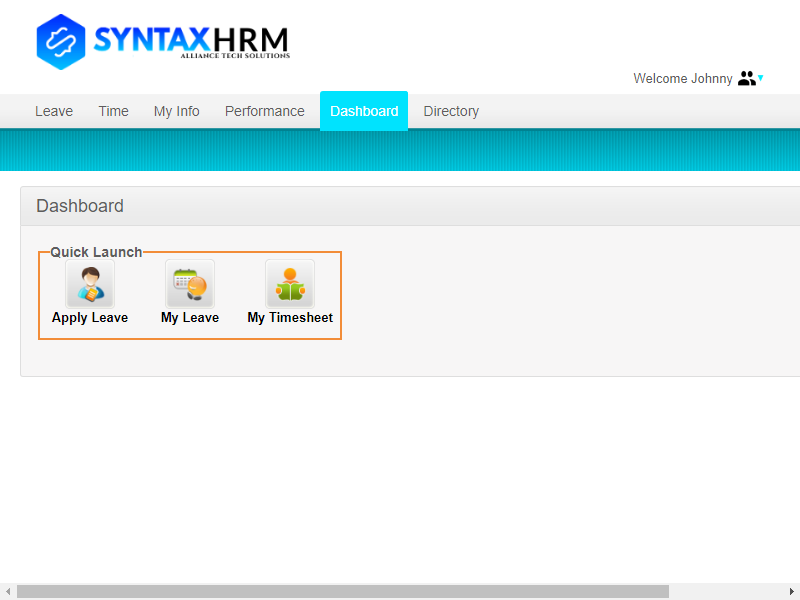 SYNTAXHRM
ALLIANCE TECH SOLUTIONS
Welcome Johnny
Leave Time My Info Performance Dashboard Directory
Dashboard
Quick Launch
Apply Leave My Leave My Timesheet